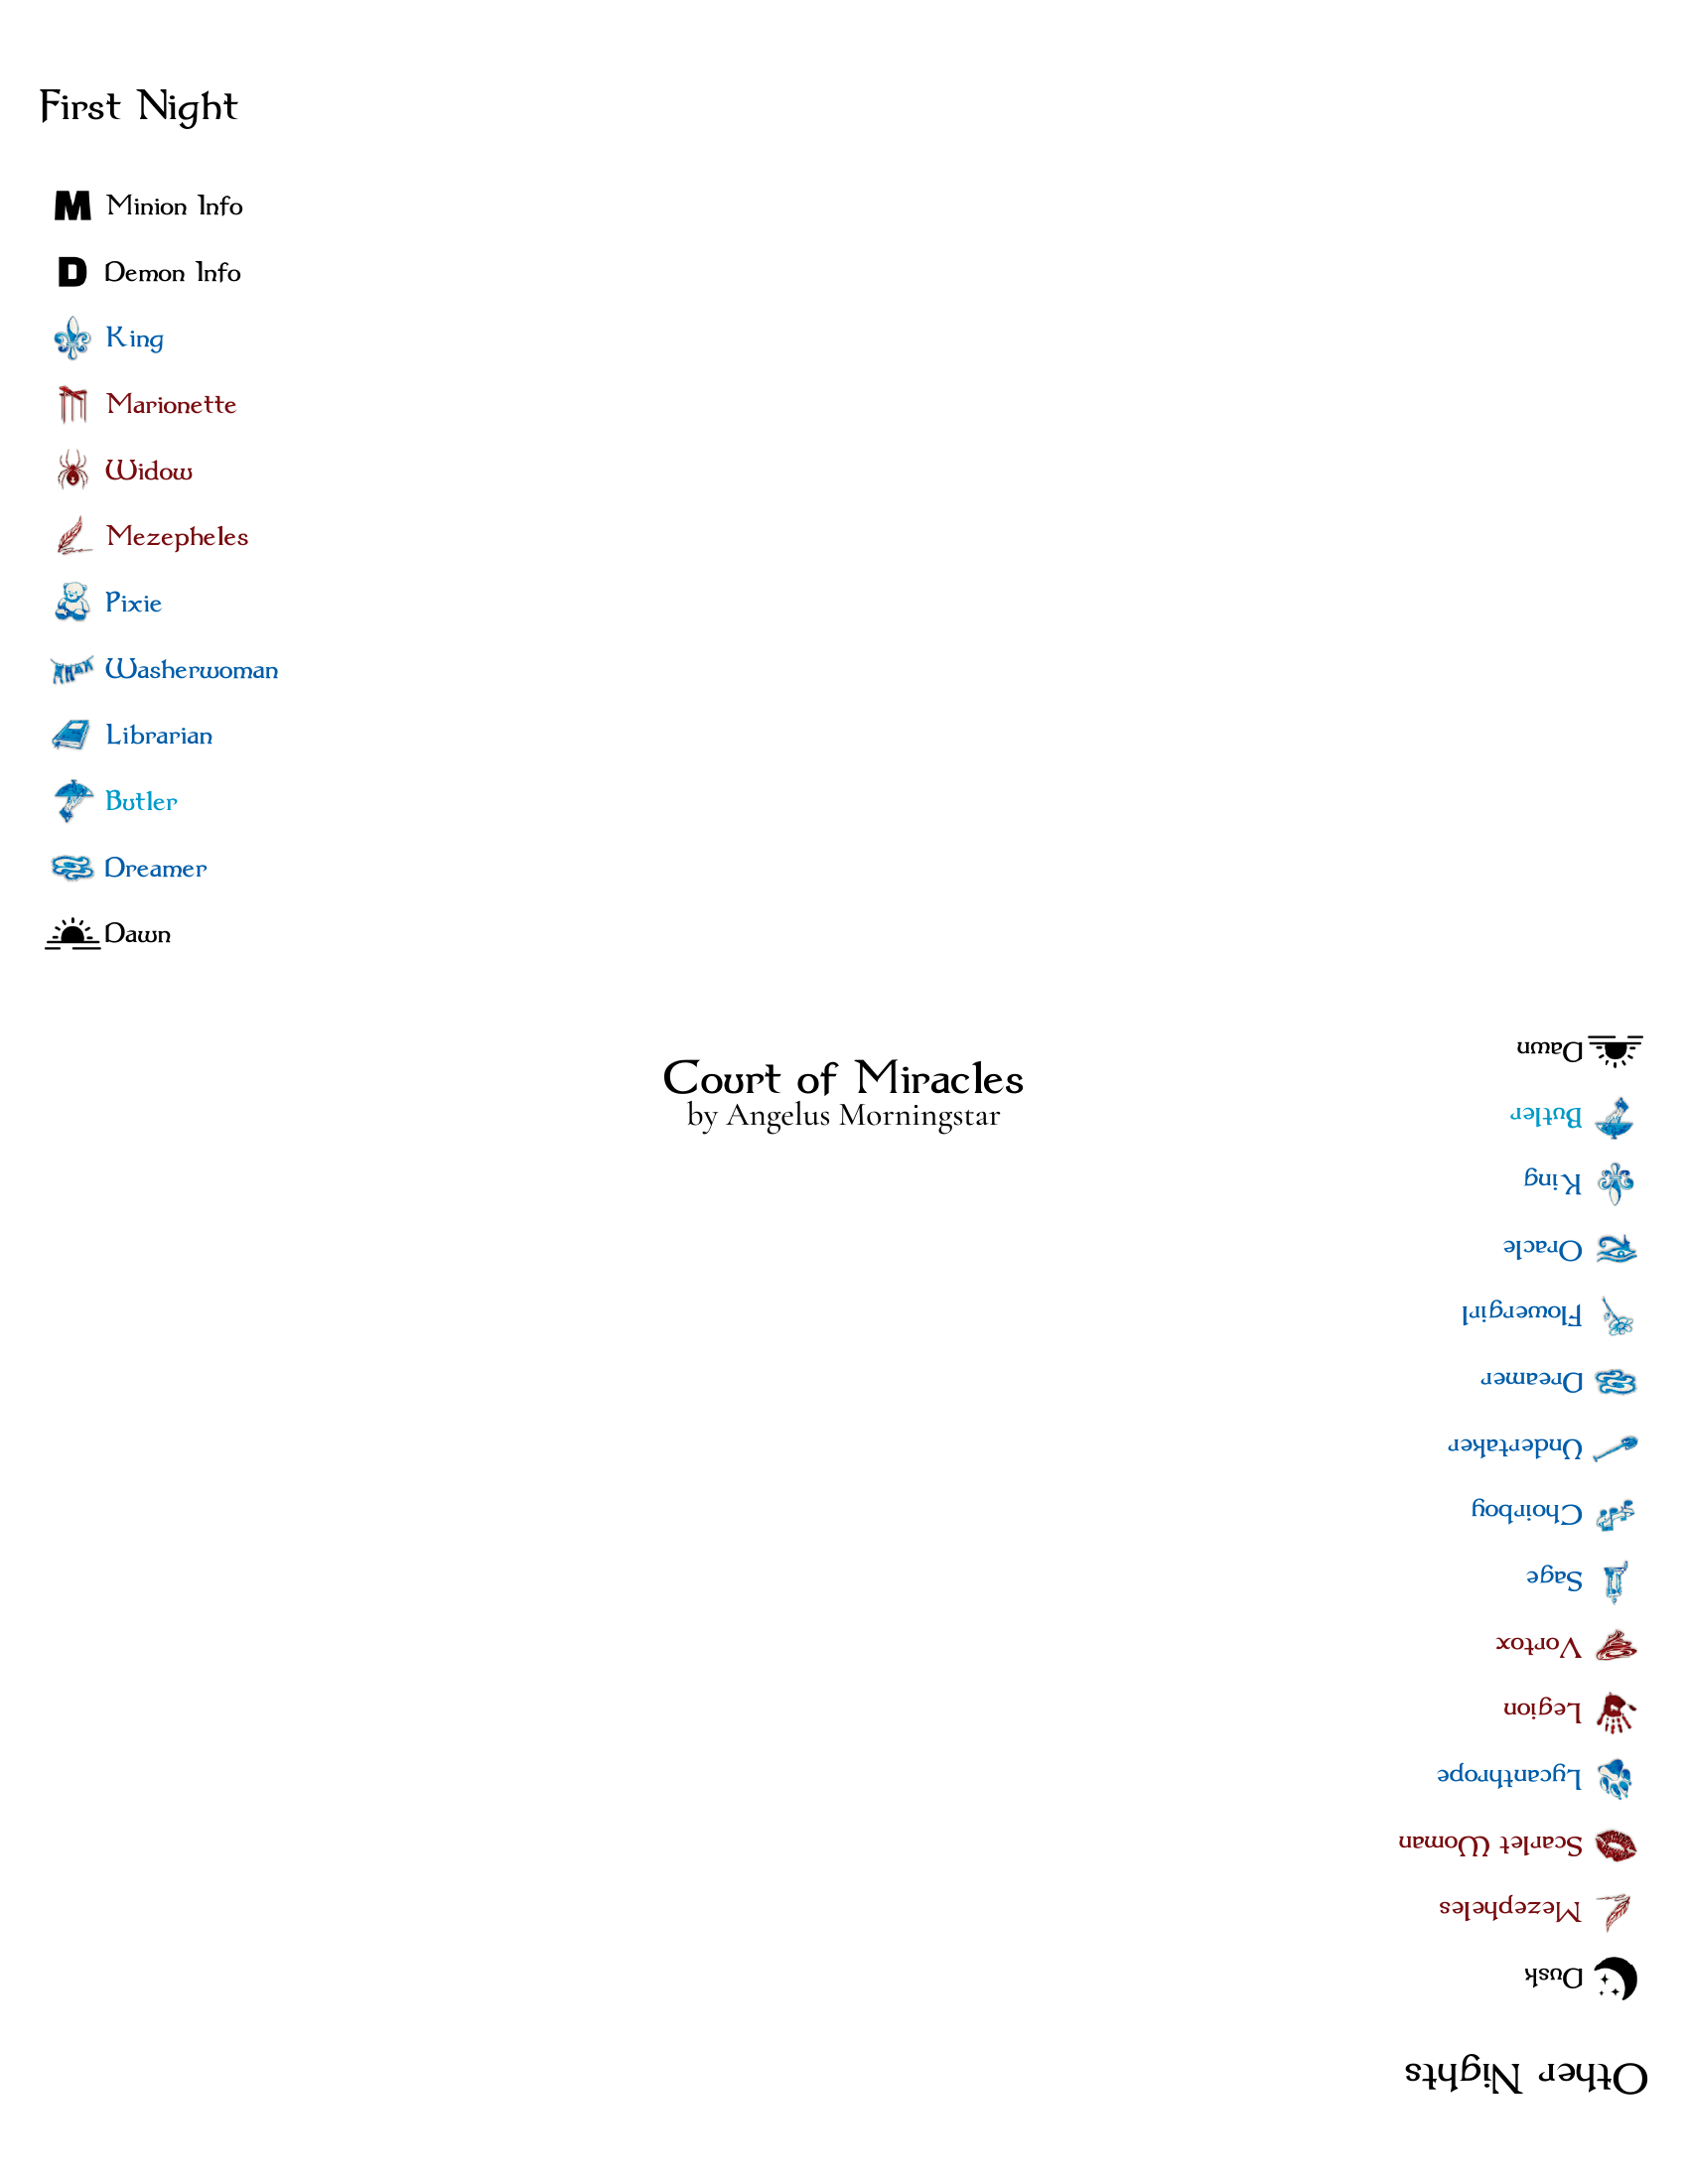 First Night
M Minion Info
D Demon Info
King
Marionette
Widow
Mezepheles
Pixie
Washerwoman
Librarian
Butler
Dreamer
Dawn
Court of Miracles
by Angelus Morningstar
Other Nights
Dusk
Mezepheles
Scarlet Woman
Lycanthrope
Legion
Vortox
Sage
Choirboy
Undertaker
Dreamer
Flowergirl
Oracle
King
Butler
Dawn